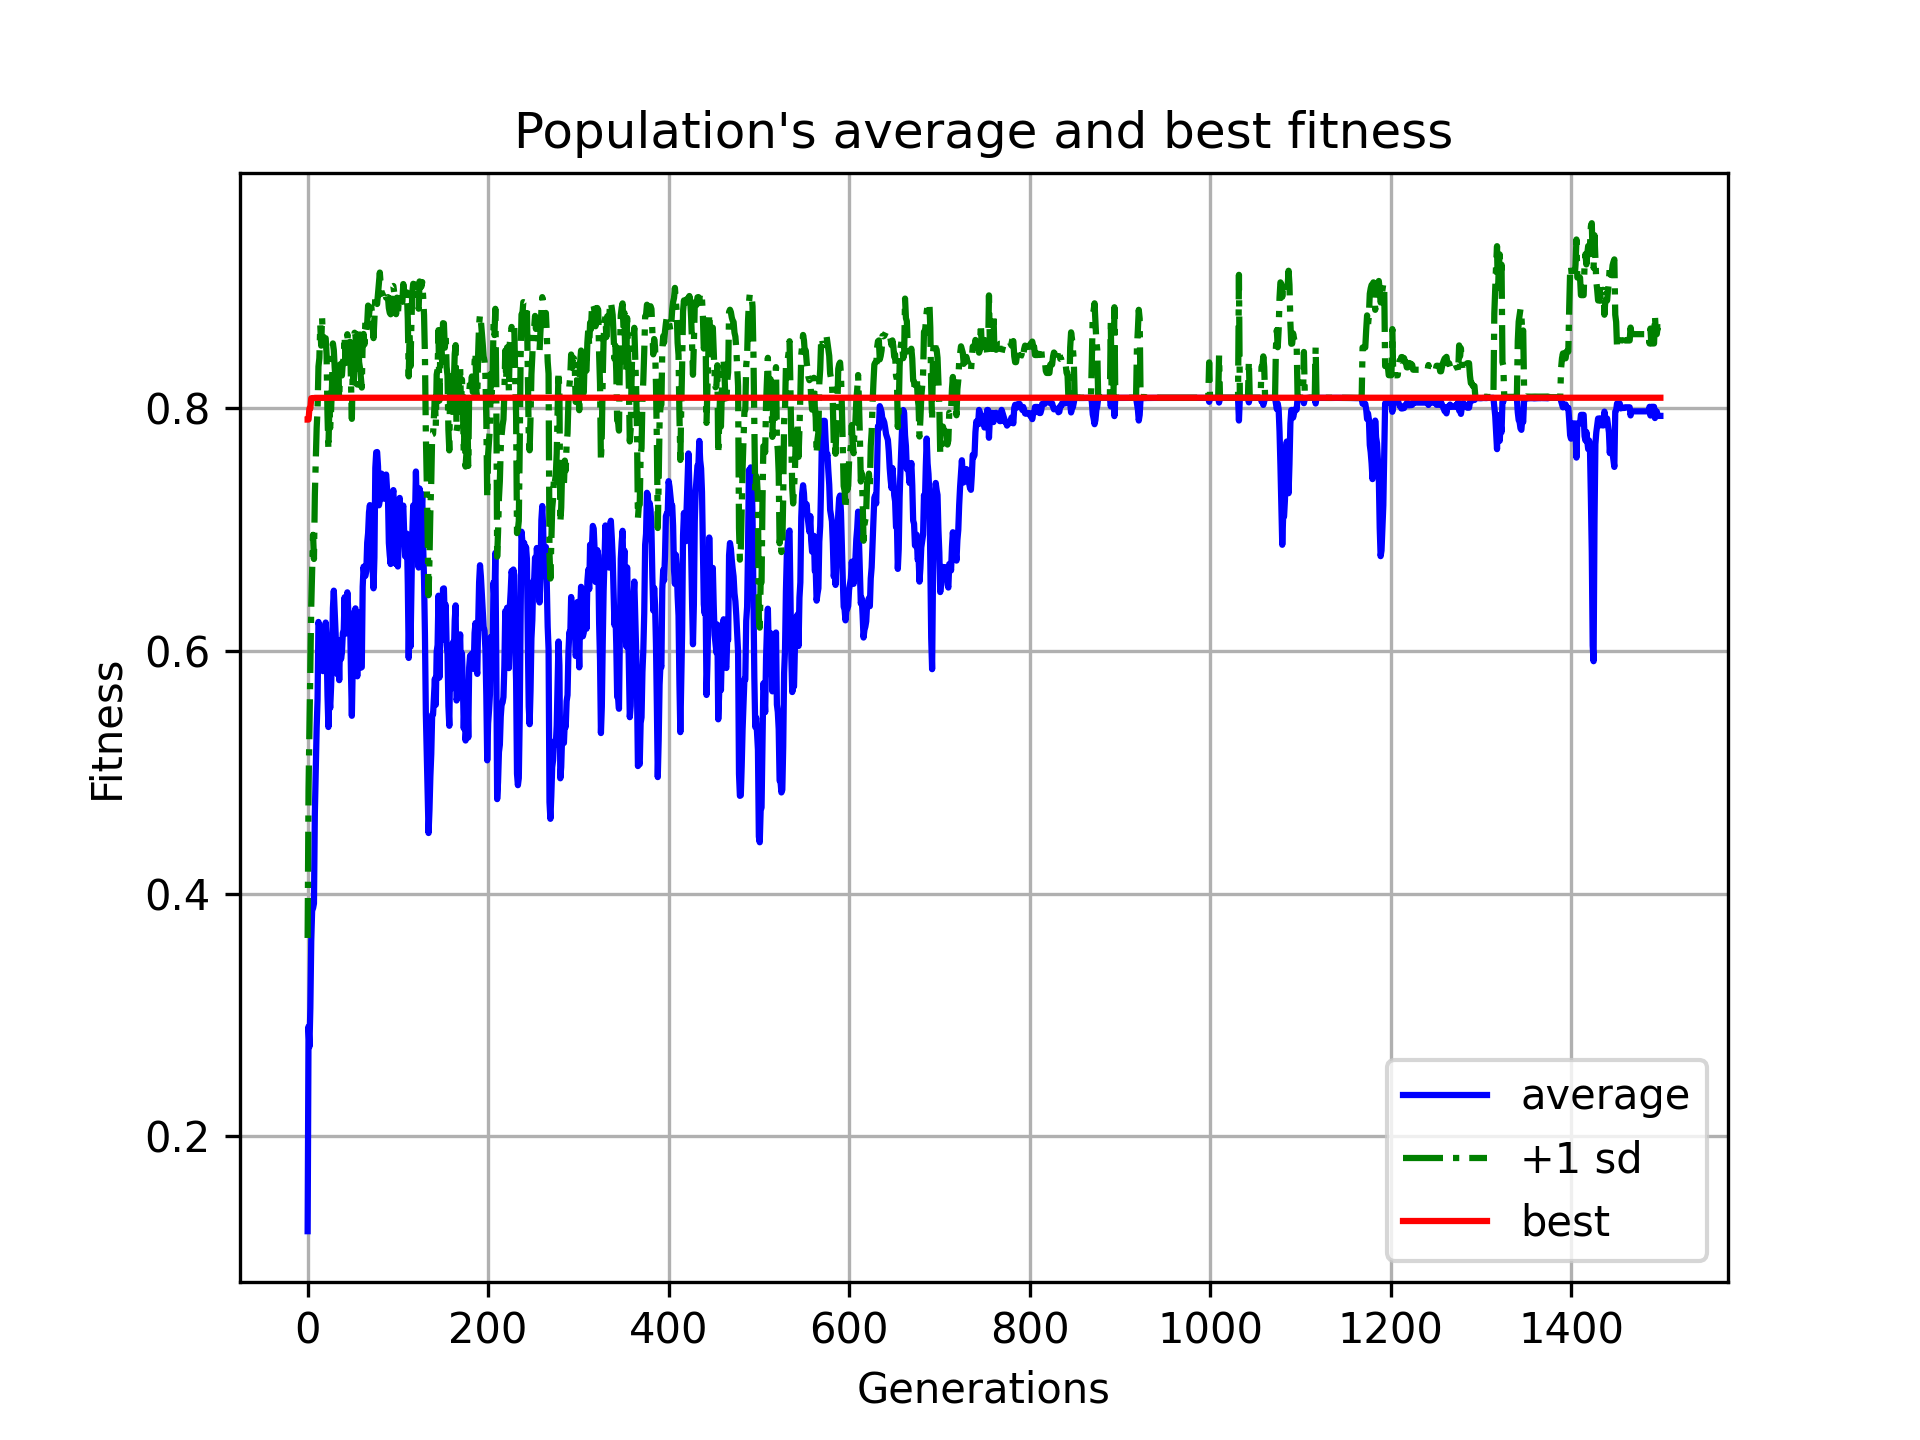 Population's average and best fitness
Fitness
0.8
0.6
0.4
0.2
0 200 400 600 800 1000 1200 1400
Generations
average
+1 sd
best